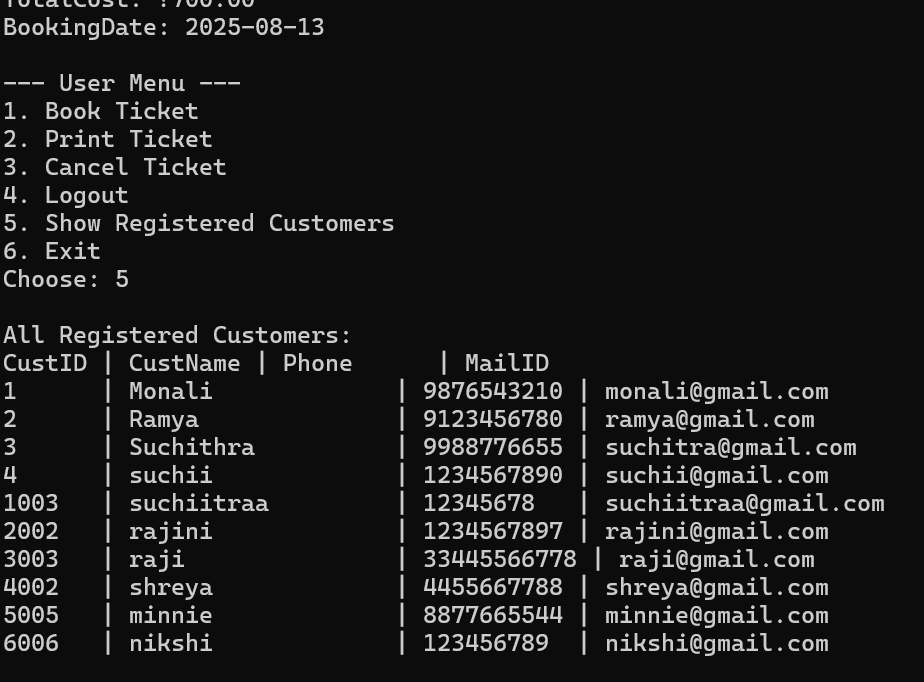 TotalCost: ?700.00
BookingDate: 2025-08-13
--- User Menu ---
1. Book Ticket
2. Print Ticket
3. Cancel Ticket
4. Logout
5. Show Registered Customers
6. Exit
Choose: 5
All Registered Customers:
CustID | CustName | Phone      | MailID
1      | Monali             | 9876543210 | monali@gmail.com
2      | Ramya              | 9123456780 | ramya@gmail.com
3      | Suchithra          | 9988776655 | suchitra@gmail.com
4      | suchii             | 1234567890 | suchii@gmail.com
1003   | suchiitraa         | 12345678   | suchiitraa@gmail.com
2002   | rajini             | 1234567897 | rajini@gmail.com
3003   | raji               | 33445566778 | raji@gmail.com
4002   | shreya             | 4455667788 | shreya@gmail.com
5005   | minnie             | 8877665544 | minnie@gmail.com
6006   | nikshi             | 123456789  | nikshi@gmail.com